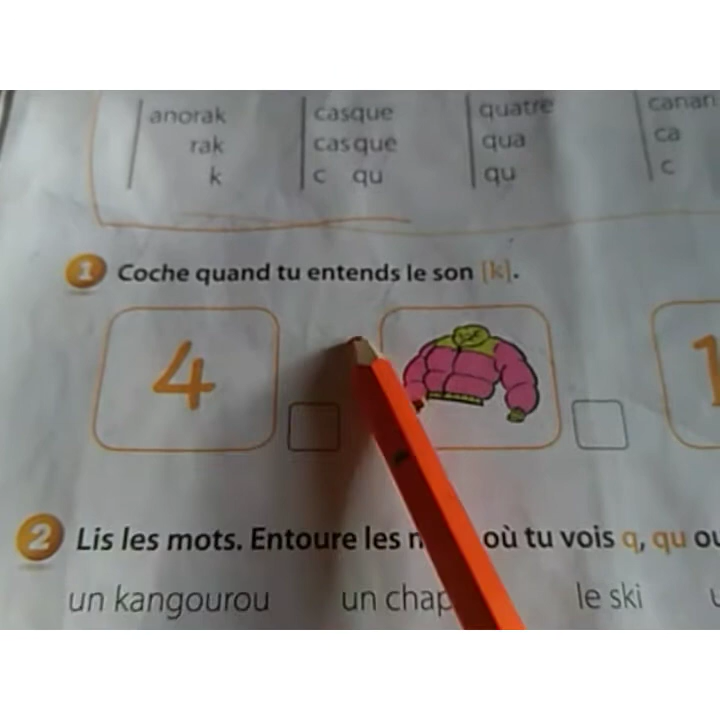 anorak casque quatre
rak casque qua ca
k c qu qu c
1 Coche quand tu entends le son [k].
4
2 Lis les mots. Entoure les où tu vois q, qu
un kangourou un le ski